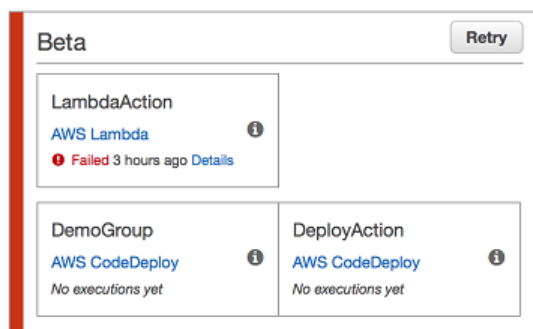 Beta
Retry
LambdaAction
AWS Lambda
Failed 3 hours ago Details
DemoGroup
AWS CodeDeploy
No executions yet
DeployAction
AWS CodeDeploy
No executions yet